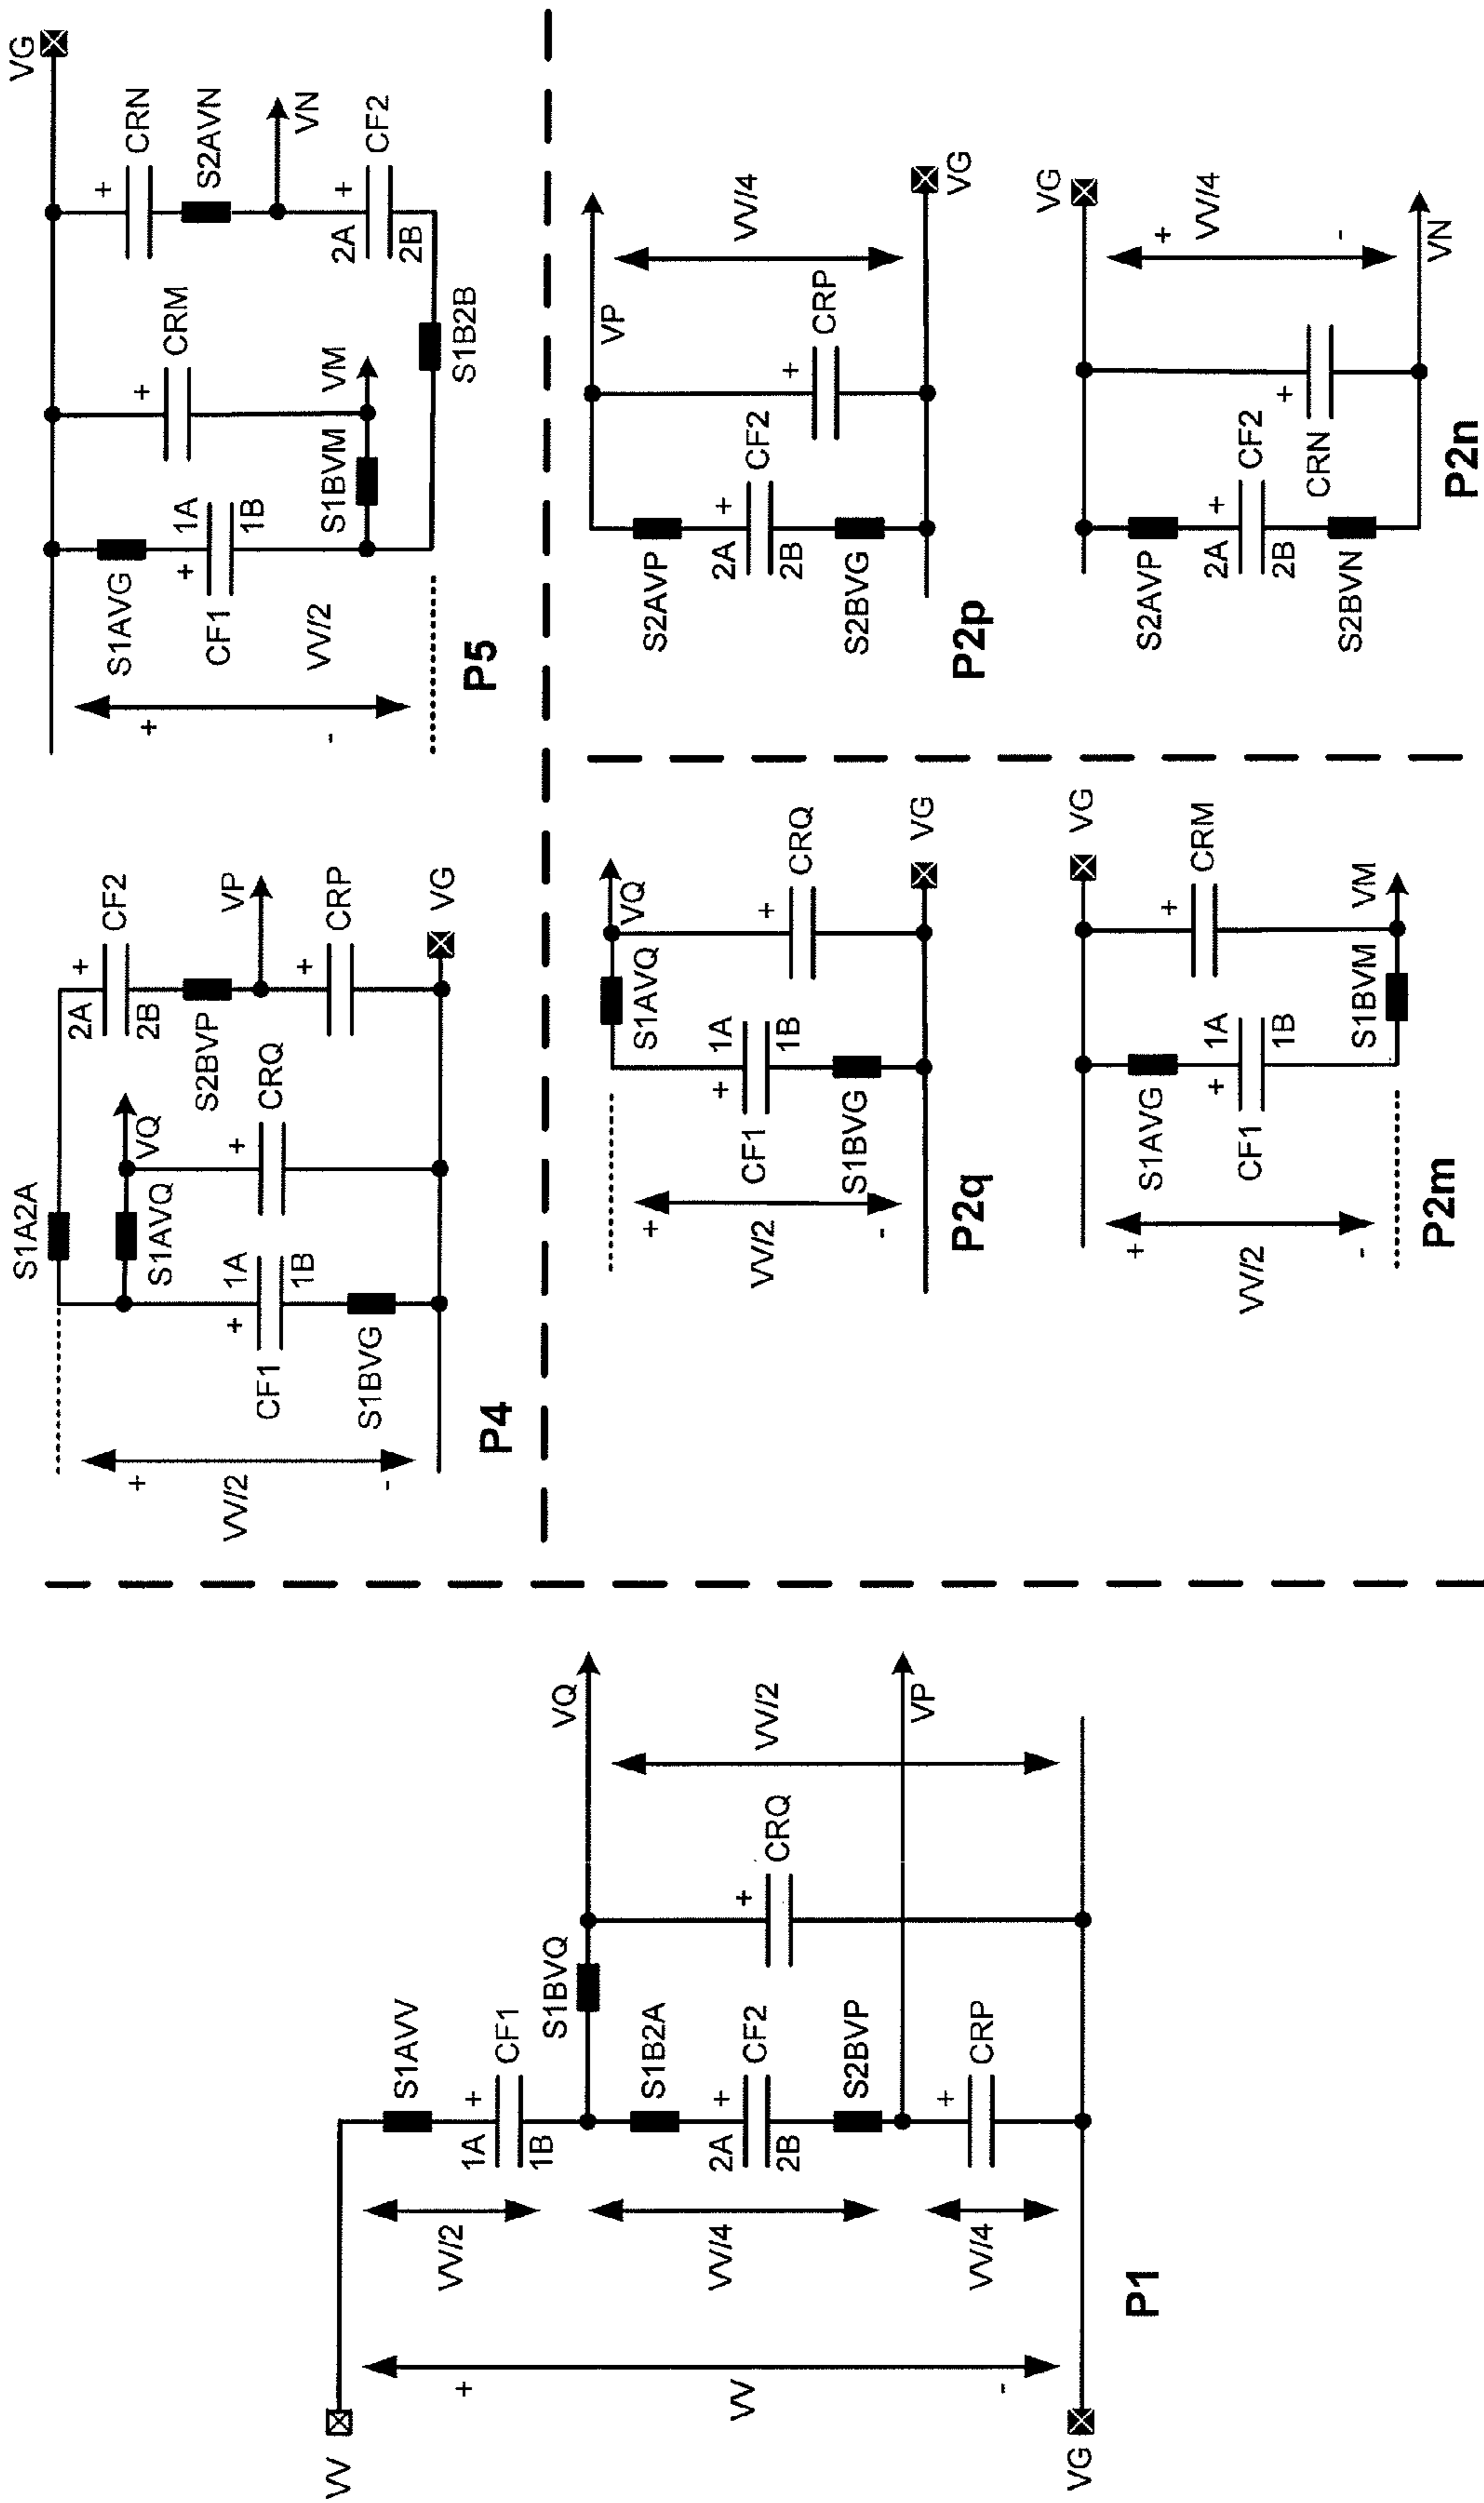 VV
+
VV
-
VG
VV/2
VV/4
VV/4
S1AVV
1A
+
CF1
1B
S1BVQ
VQ
S1B2A
2A
+
CF2
2B
S2BVP
VP
+
CRP
+
CRQ
VV/2
P1
S1A2A
S1AVQ
VQ
+
VV/2
-
+
1A
CF1
1B
S1BVG
+
CRQ
2A
+
CF2
2B
S2BVP
VP
+
CRP
VG
P4
VG
S1AVG
+
1A
CF1
1B
+
VV/2
-
+
CRM
S1BVM
VM
+
CRN
S2AVN
VN
2A
+
CF2
2B
S1B2B
P5
VQ
S1AVQ
+
VV/2
-
1A
+
CF1
1B
S1BVG
+
CRQ
VG
P2q
VP
S2AVP
2A
+
CF2
2B
S2BVG
+
CRP
VV/4
VG
P2p
VG
S1AVG
+
VV/2
-
1A
+
CF1
1B
S1BVM
+
CRM
VM
P2m
VG
S2AVP
2A
+
CF2
2B
S2BVN
+
CRN
+
VV/4
-
VN
P2n